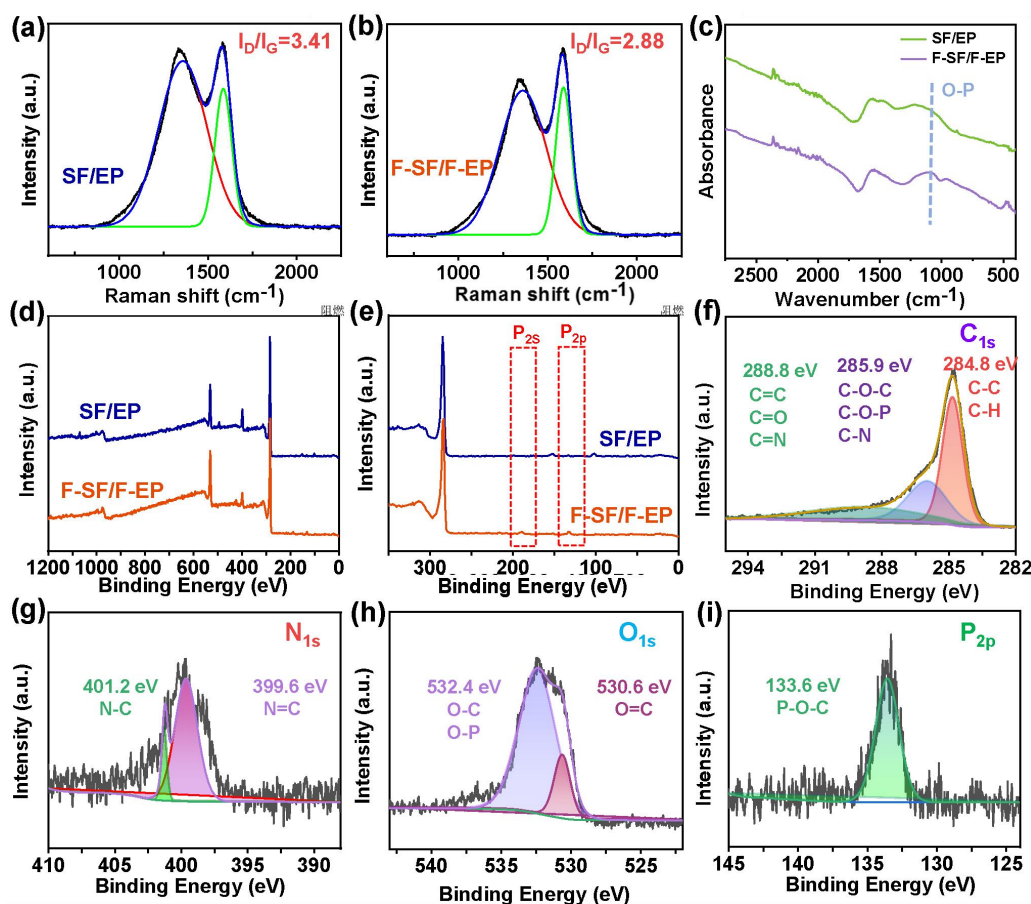 (a)
I_D/I_G=3.41
SF/EP
Intensity (a.u.)
1000
1500
2000
Raman shift (cm⁻¹)
(b)
I_D/I_G=2.88
F-SF/F-EP
Intensity (a.u.)
1000
1500
2000
Raman shift (cm⁻¹)
(c)
SF/EP
F-SF/F-EP
O-P
Absorbance
2500
2000
1500
1000
500
Wavenumber (cm⁻¹)
(d)
阻燃
SF/EP
F-SF/F-EP
Intensity (a.u.)
1200
1000
800
600
400
200
0
Binding Energy (eV)
(e)
阻燃
P2S
P2p
SF/EP
F-SF/F-EP
Intensity (a.u.)
300
200
100
0
Binding Energy (eV)
(f)
C1s
288.8 eV
C=C
C=O
C=N
285.9 eV
C-O-C
C-O-P
C-N
284.8 eV
C-C
C-H
Intensity (a.u.)
294
291
288
285
282
Binding Energy (eV)
(g)
N1s
401.2 eV
N-C
399.6 eV
N=C
Intensity (a.u.)
410
405
400
395
390
Binding Energy (eV)
(h)
O1s
532.4 eV
O-C
O-P
530.6 eV
O=C
Intensity (a.u.)
540
535
530
525
Binding Energy (eV)
(i)
P2p
133.6 eV
P-O-C
Intensity (a.u.)
145
140
135
130
125
Binding Energy (eV)